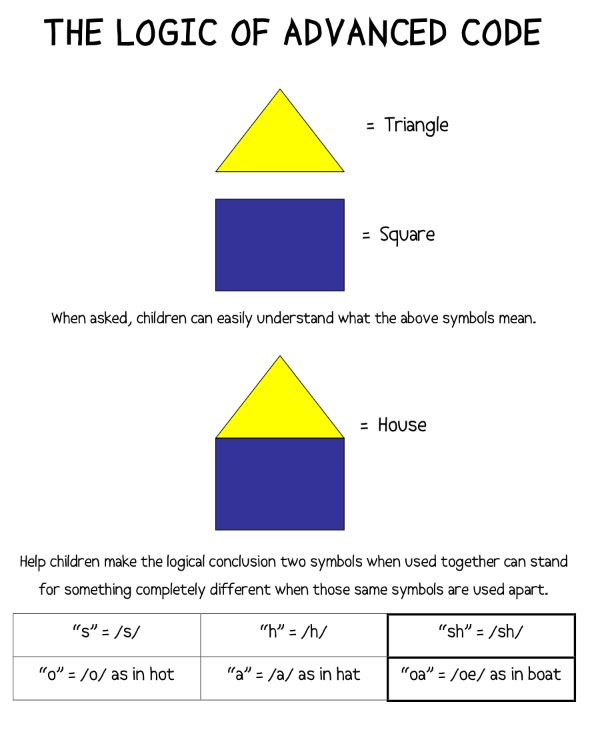 THE LOGIC OF ADVANCED CODE
= Triangle
= Square
When asked, children can easily understand what the above symbols mean.
= House
Help children make the logical conclusion two symbols when used together can stand
for something completely different when those same symbols are used apart.
“s” = /s/ “h” = /h/ “sh” = /sh/
“o” = /o/ as in hot “a” = /a/ as in hat “oa” = /oe/ as in boat